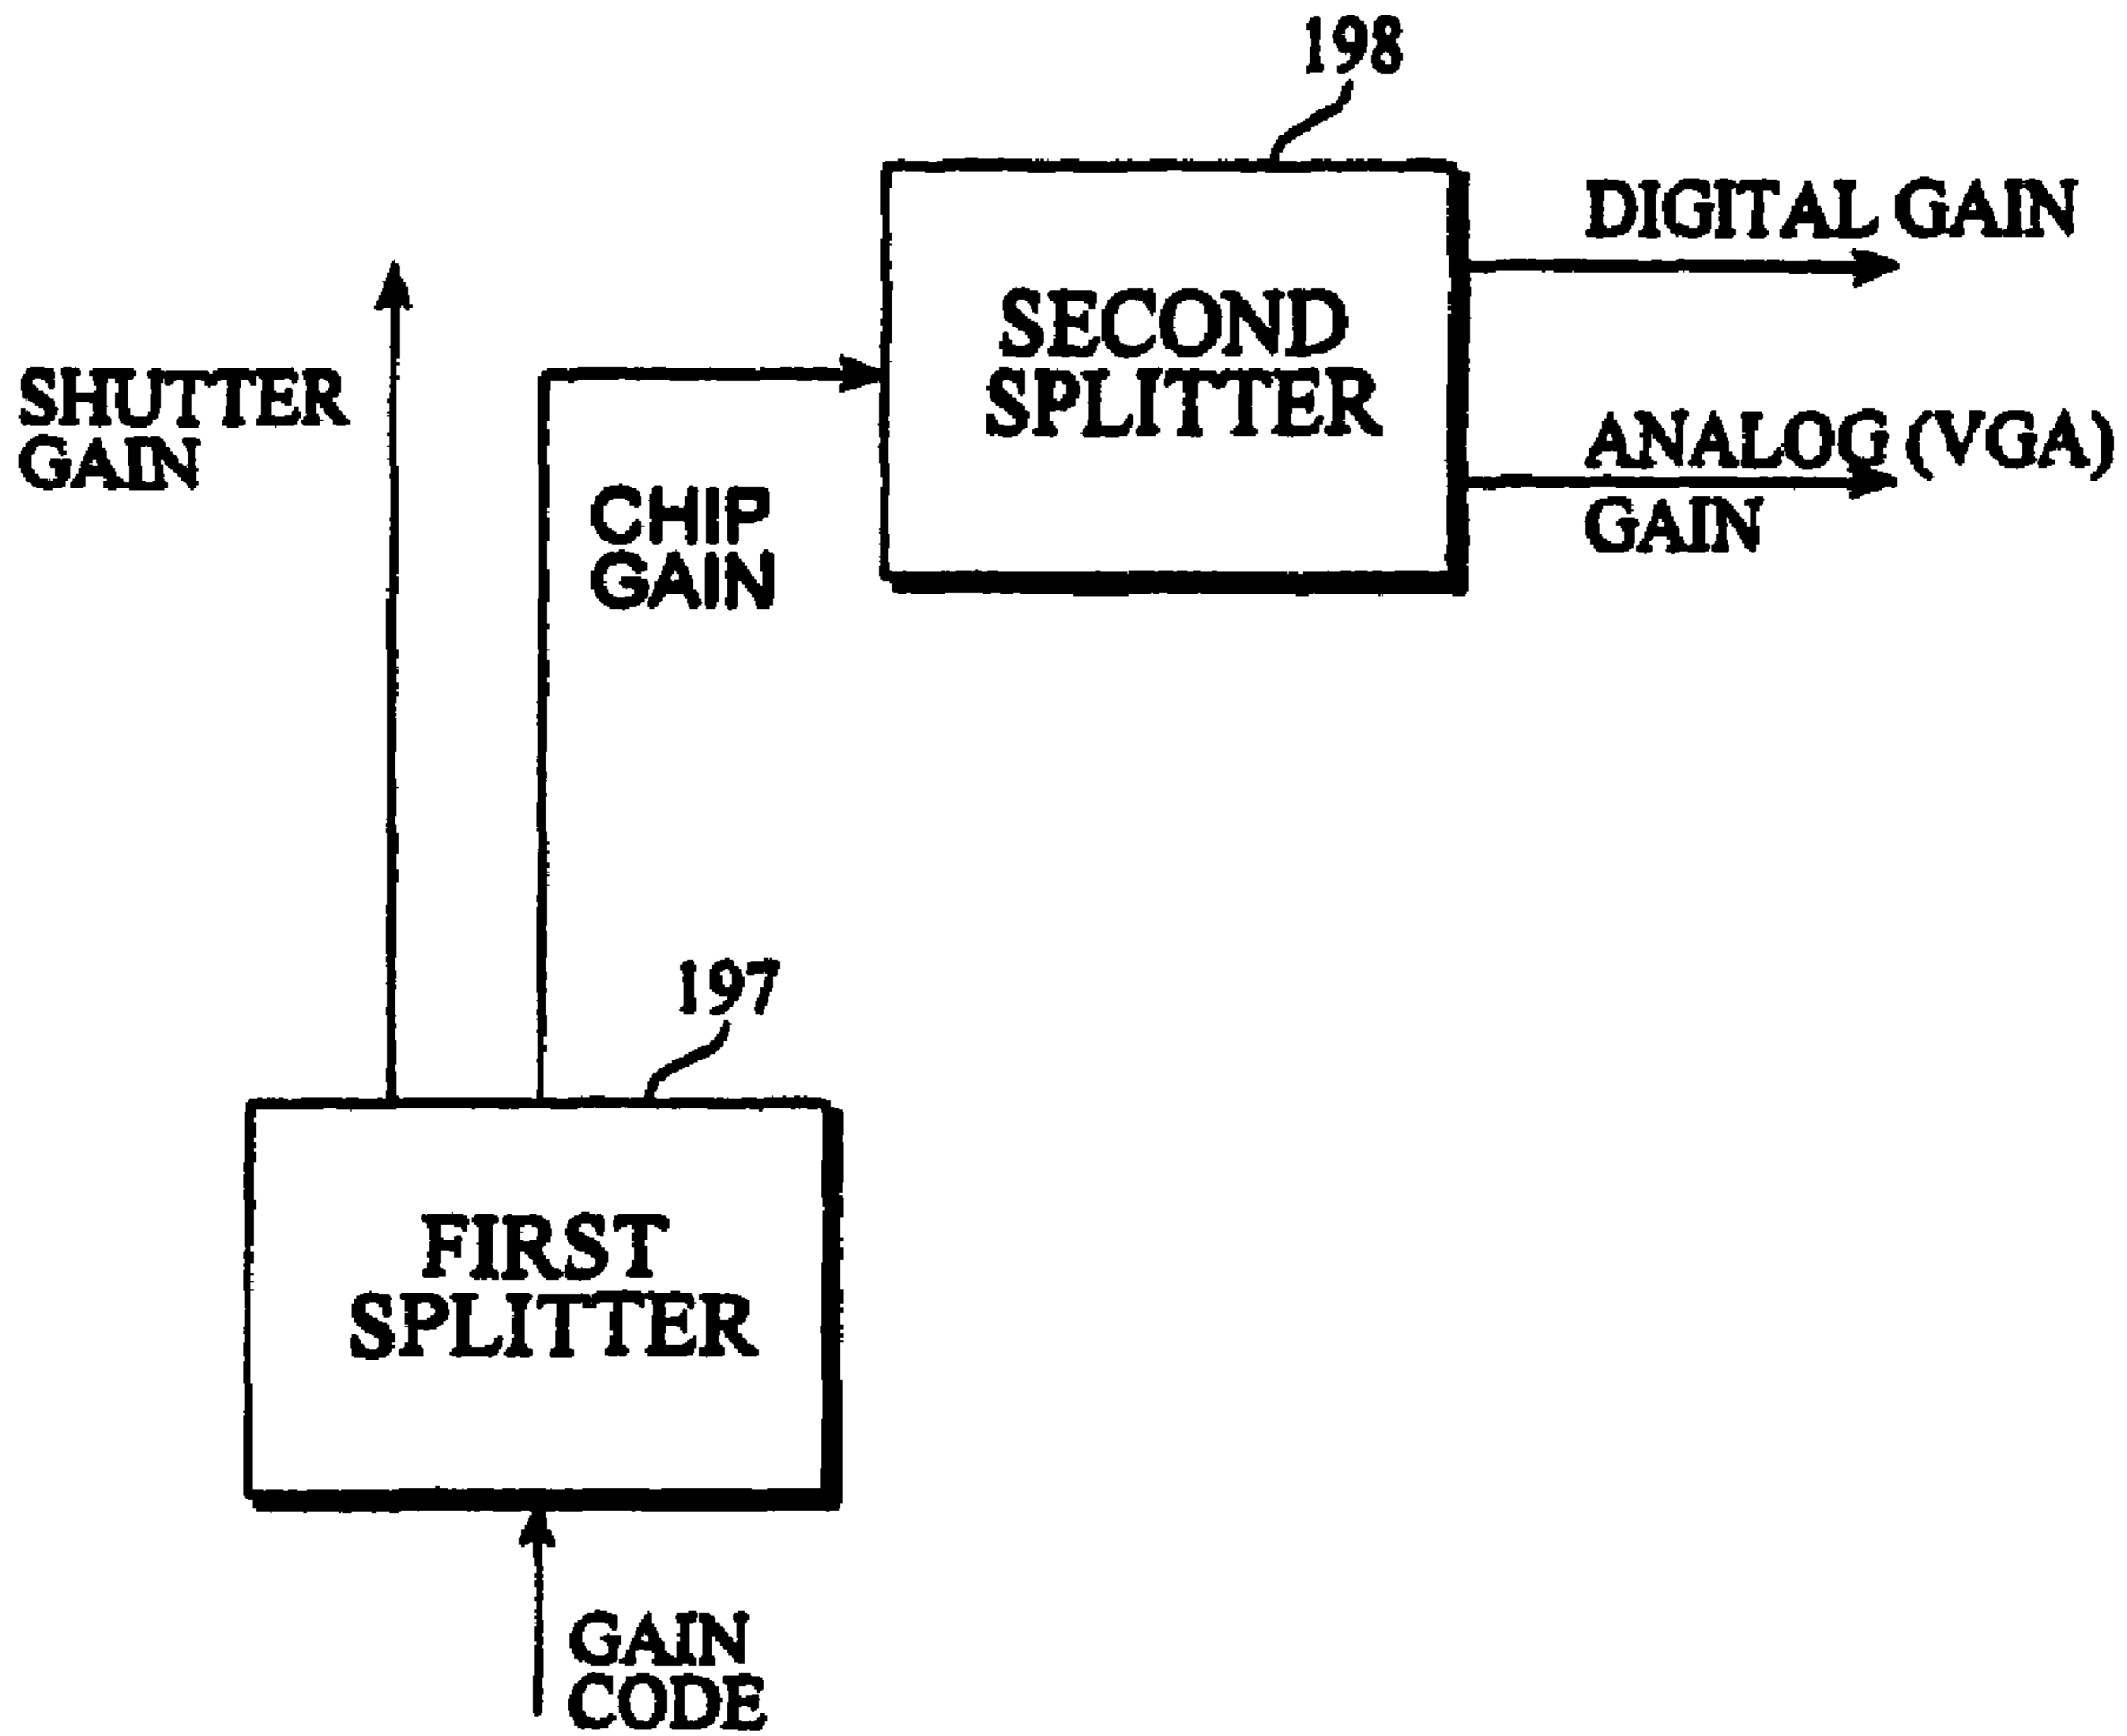 198
DIGITAL GAIN
SECOND
SPLITTER
ANALOG (VGA)
GAIN
SHUTTER
GAIN
CHIP
GAIN
197
FIRST
SPLITTER
GAIN
CODE